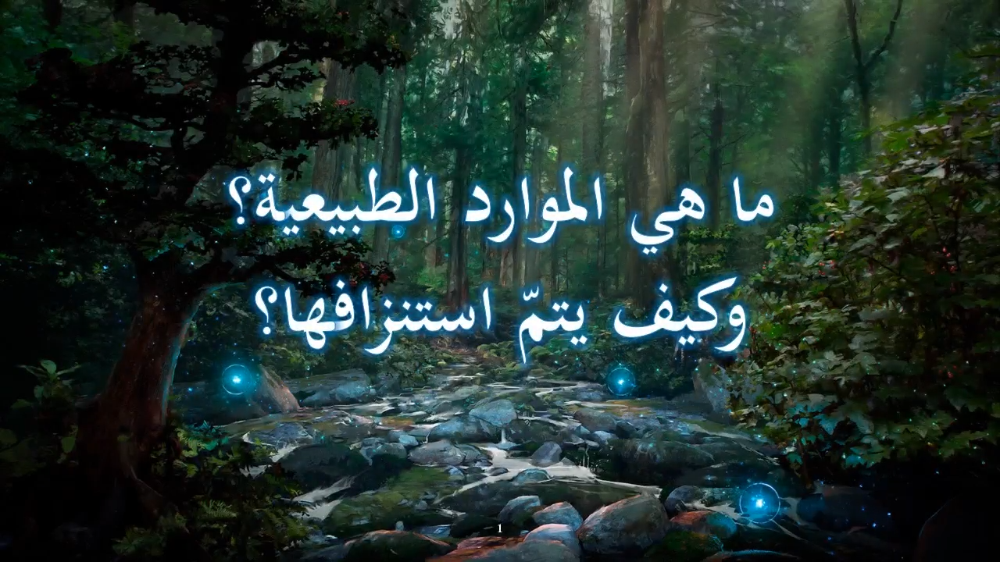 ما هي الموارد الطبيعية؟
وكيف يتمّ استنزافها؟
1